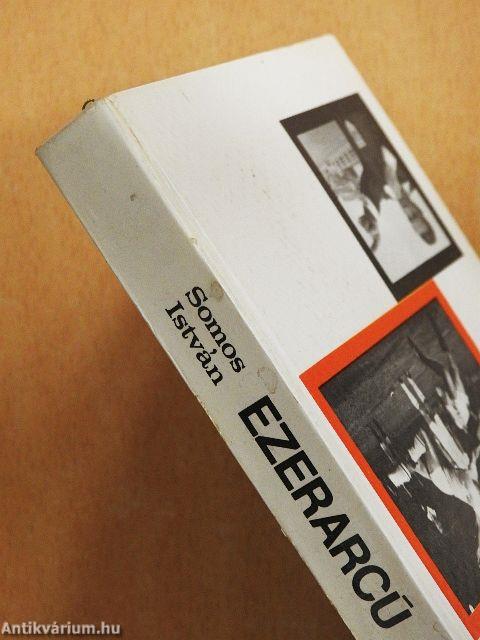 Somos
István
EZERARCÚ
Antikvárium.hu